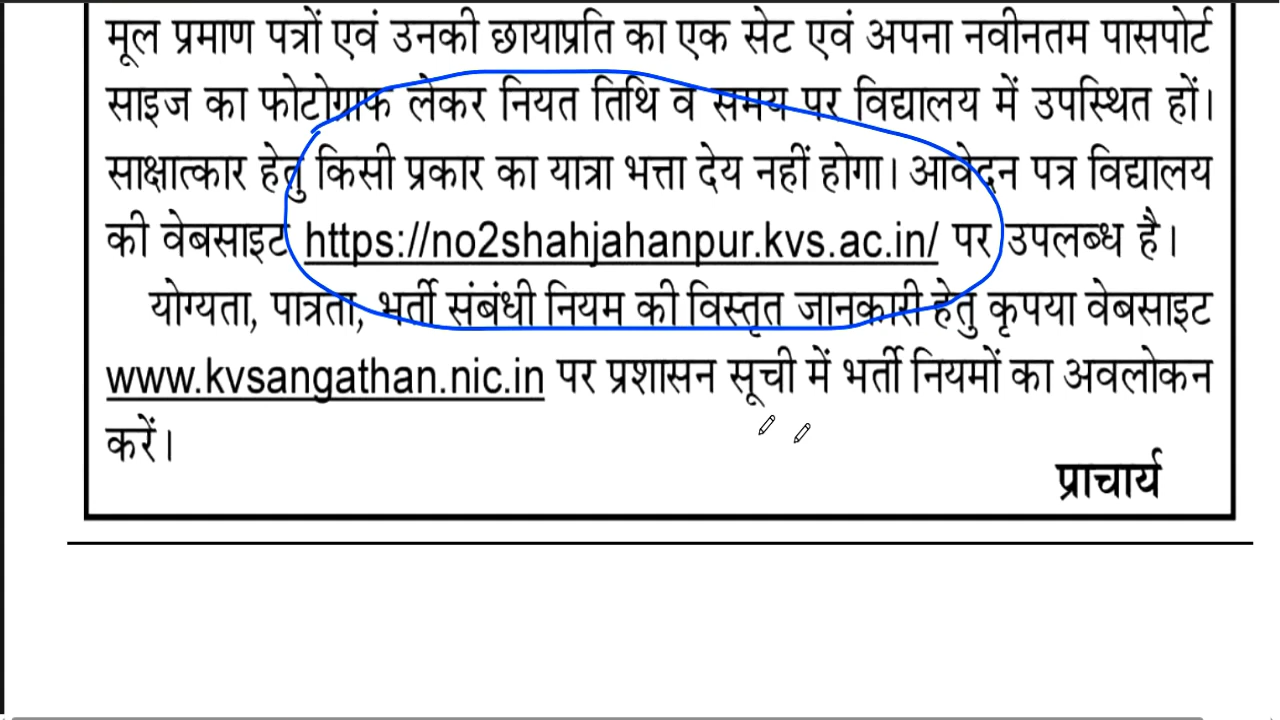 मूल प्रमाण पत्रों एवं उनकी छायाप्रति का एक सेट एवं अपना नवीनतम पासपोर्ट
साइज का फोटोग्राफ लेकर नियत तिथि व समय पर विद्यालय में उपस्थित हों।
साक्षात्कार हेतु किसी प्रकार का यात्रा भत्ता देय नहीं होगा। आवेदन पत्र विद्यालय
की वेबसाइट https://no2shahjahanpur.kvs.ac.in/ पर उपलब्ध है।
योग्यता, पात्रता, भर्ती संबंधी नियम की विस्तृत जानकारी हेतु कृपया वेबसाइट
www.kvsangathan.nic.in पर प्रशासन सूची में भर्ती नियमों का अवलोकन
करें।
प्राचार्य